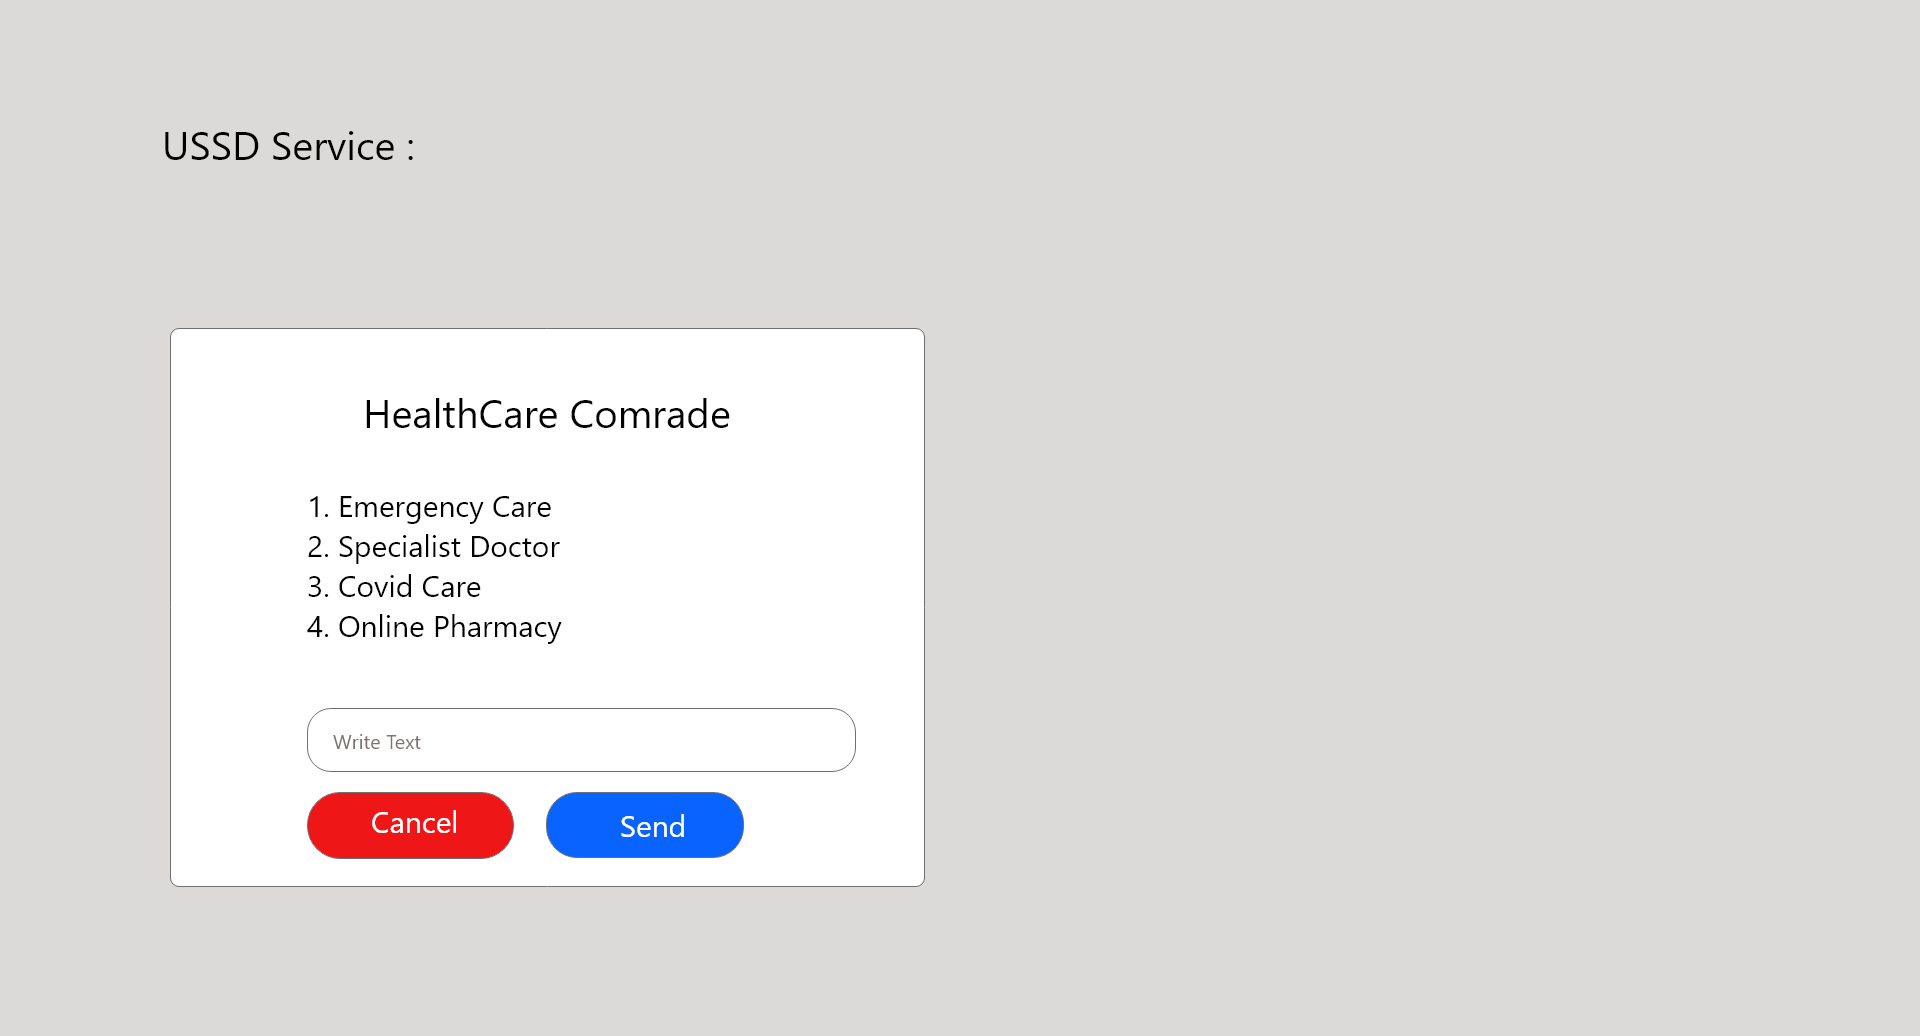 USSD Service :
HealthCare Comrade
1. Emergency Care
2. Specialist Doctor
3. Covid Care
4. Online Pharmacy
Write Text
Cancel
Send